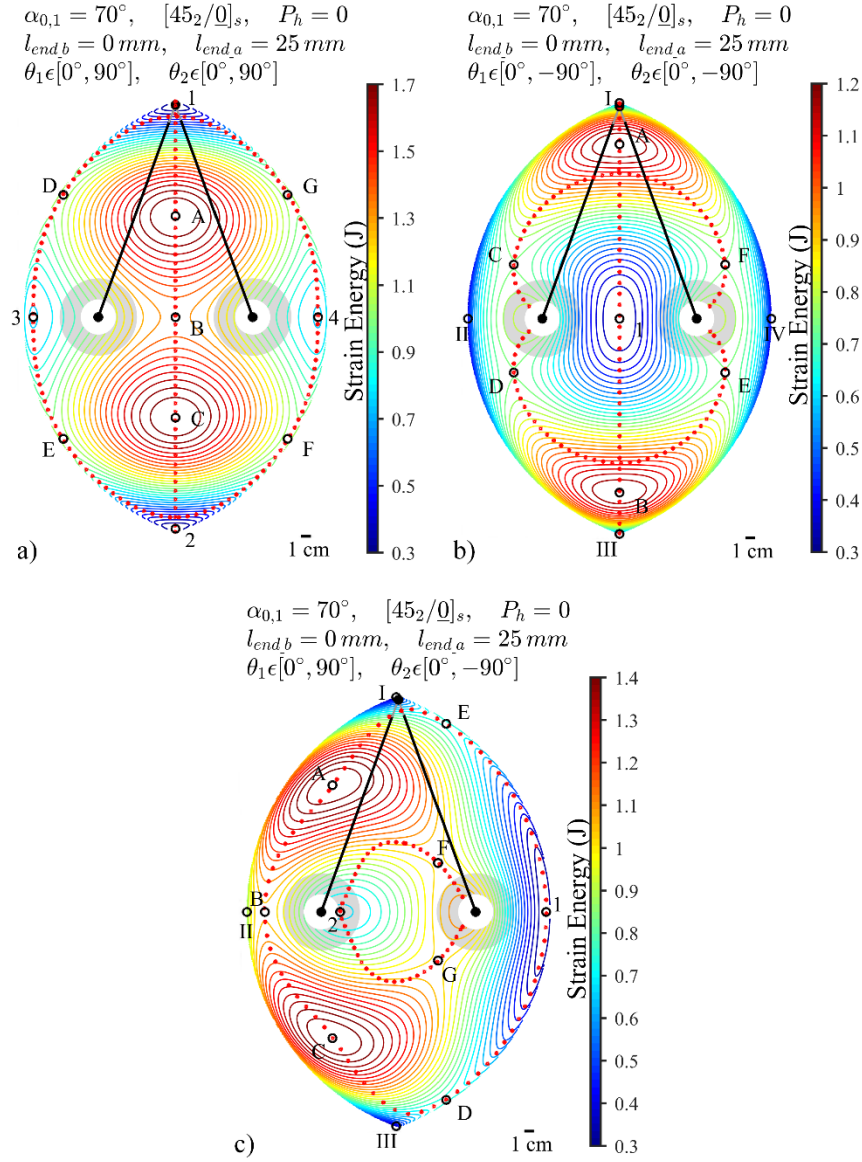 α0,1 = 70°, [45₂/0]ₛ, Pₕ = 0
l_end b = 0 mm, l_end a = 25 mm
θ₁ϵ[0°, 90°], θ₂ϵ[0°, 90°]
1
D
G
A
3
B
4
C
E
F
2
1 cm
a)
1.7
1.5
1.3
1.1
0.9
0.7
0.5
0.3
Strain Energy (J)
α0,1 = 70°, [45₂/0]ₛ, Pₕ = 0
l_end b = 0 mm, l_end a = 25 mm
θ₁ϵ[0°, −90°], θ₂ϵ[0°, −90°]
I
A
C
F
II
1
IV
D
E
B
III
1 cm
b)
1.2
1.1
1
0.9
0.8
0.7
0.6
0.5
0.4
0.3
Strain Energy (J)
α0,1 = 70°, [45₂/0]ₛ, Pₕ = 0
l_end b = 0 mm, l_end a = 25 mm
θ₁ϵ[0°, 90°], θ₂ϵ[0°, −90°]
I
E
A
F
B
II
2
1
G
C
D
III
1 cm
c)
1.4
1.3
1.2
1.1
1
0.9
0.8
0.7
0.6
0.5
0.4
0.3
Strain Energy (J)